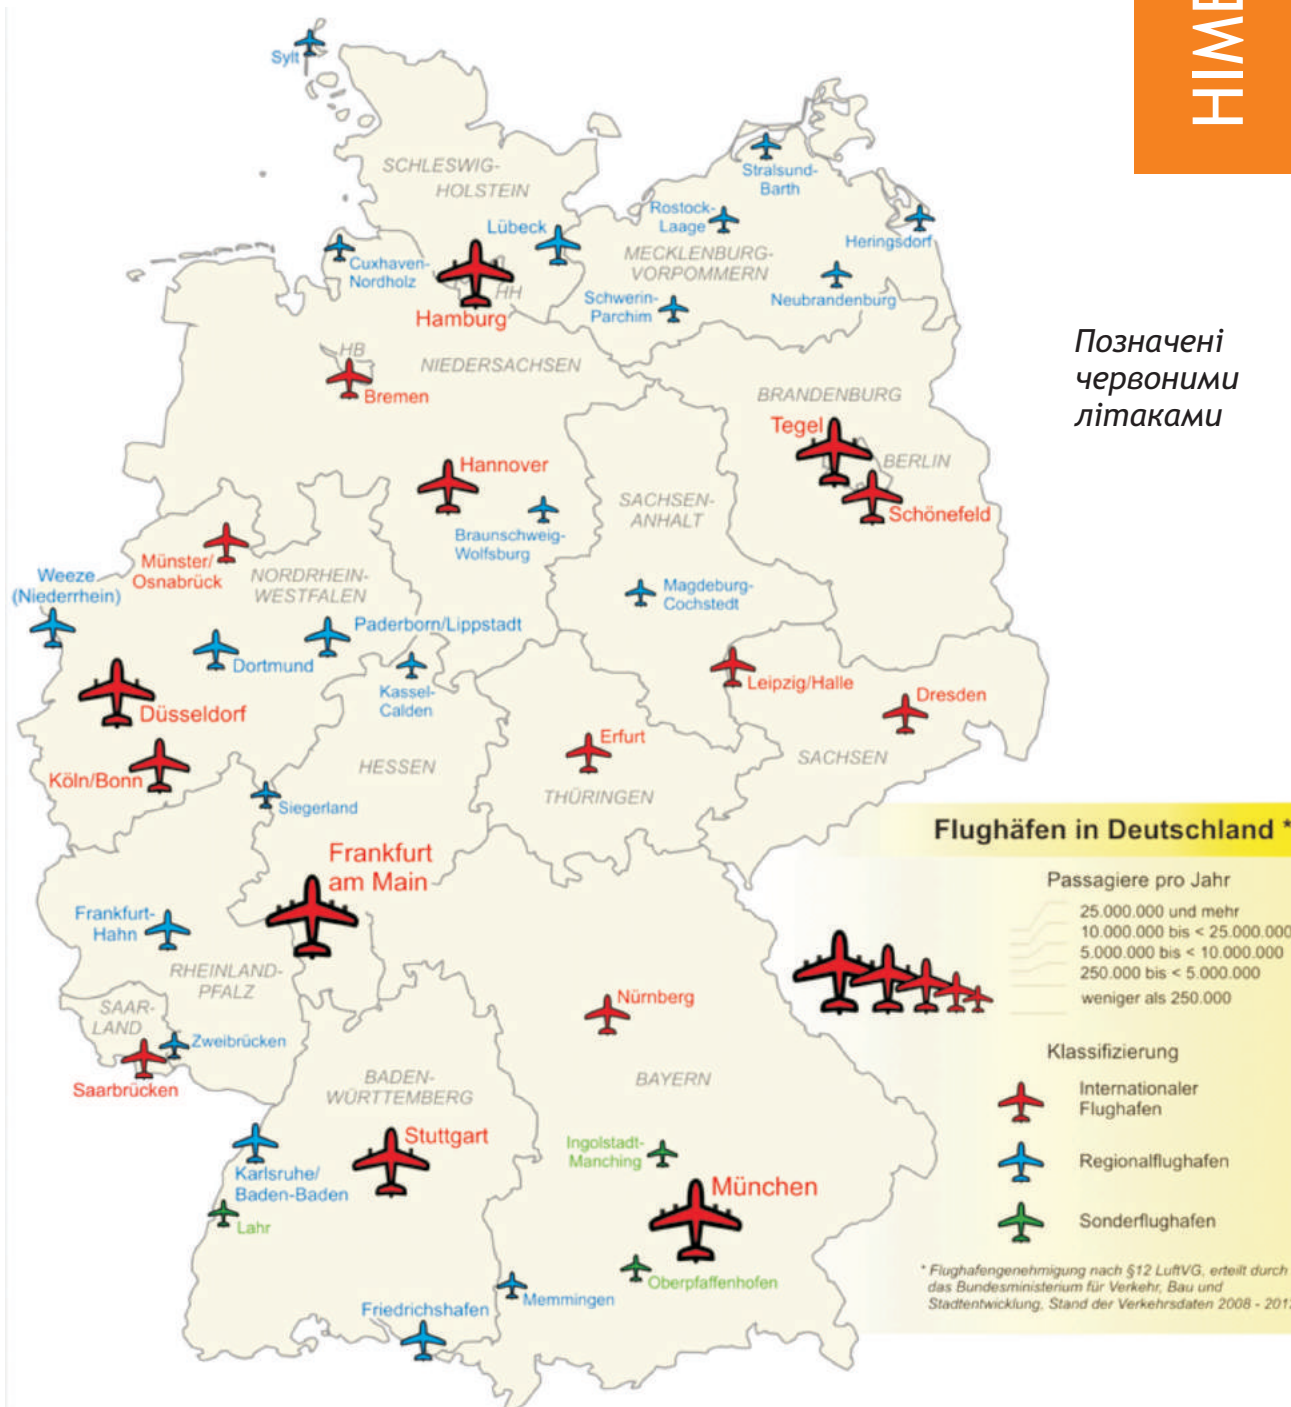 HIWE
Sylt
SCHLESWIG-
HOLSTEIN
Stralsund-
Barth
Rostock-
Laage
Heringsdorf
Lübeck
Cuxhaven-
Nordholz
MECKLENBURG-
VORPOMMERN
HH
Hamburg
Schwerin-
Parchim
Neubrandenburg
Позначені
червоними
літаками
HB
NIEDERSACHSEN
Bremen
BRANDENBURG
Tegel
BERLIN
Schönefeld
Hannover
SACHSEN-
ANHALT
Braunschweig-
Wolfsburg
Münster/
Osnabrück
NORDRHEIN-
WESTFALEN
Weeze
(Niederrhein)
Magdeburg-
Cochstedt
Paderborn/Lippstadt
Dortmund
Kassel-
Calden
Leipzig/Halle
Dresden
Düsseldorf
Erfurt
SACHSEN
Köln/Bonn
HESSEN
THÜRINGEN
Siegerland
Frankfurt
am Main
Frankfurt-
Hahn
RHEINLAND-
PFALZ
SAAR-
LAND
Zweibrücken
Saarbrücken
Nürnberg
BADEN-
WÜRTTEMBERG
BAYERN
Stuttgart
Ingolstadt-
Manching
Karlsruhe/
Baden-Baden
Lahr
München
Oberpfaffenhofen
Memmingen
Friedrichshafen
Flughäfen in Deutschland *
Passagiere pro Jahr
25.000.000 und mehr
10.000.000 bis < 25.000.000
5.000.000 bis < 10.000.000
250.000 bis < 5.000.000
weniger als 250.000
Klassifizierung
Internationaler
Flughafen
Regionalflughafen
Sonderflughafen
* Flughafengenehmigung nach §12 LuftVG, erteilt durch
das Bundesministerium für Verkehr, Bau und
Stadtentwicklung, Stand der Verkehrsdaten 2008 - 201